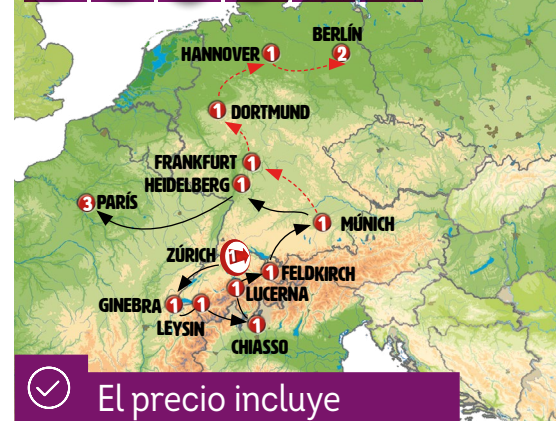 BERLÍN
HANNOVER 1
2
1 DORTMUND
FRANKFURT 1
HEIDELBERG 1
3 PARÍS
1 MÚNICH
ZÚRICH i
1 FELDKIRCH
1 LUCERNA
GINEBRA 1 1
LEYSIN
1
CHIASSO
El precio incluye